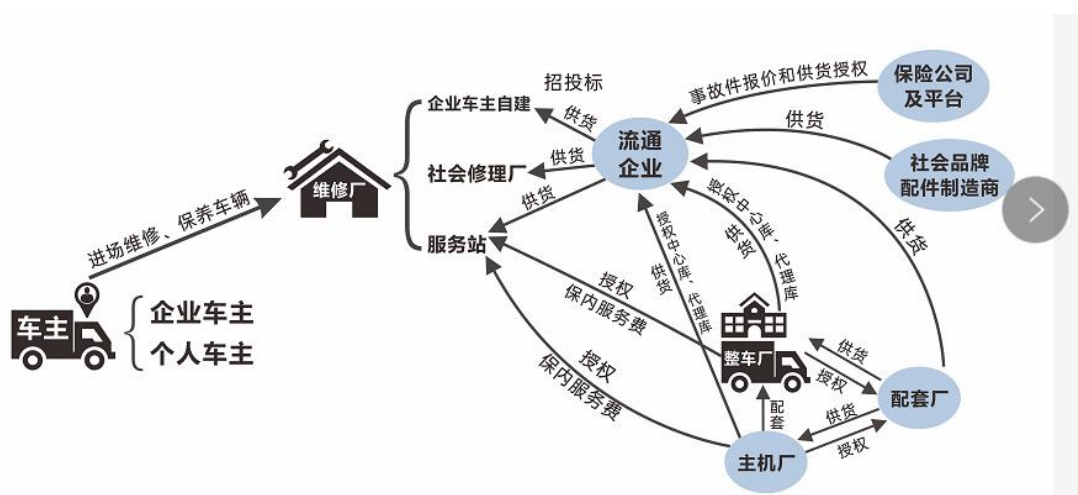 招投标
事故件报价和供货授权
保险公司
及平台
企业车主自建
供货
流通
企业
供货
社会品牌
配件制造商
维修厂
社会修理厂
供货
供货
服务站
进场维修、保养车辆
授权中心库、代理库
供货
授权中心库、代理库
供货
供货
授权
保内服务费
车主
企业车主
个人车主
整车厂
供货
授权
授权
保内服务费
配套
配套厂
供货
授权
主机厂